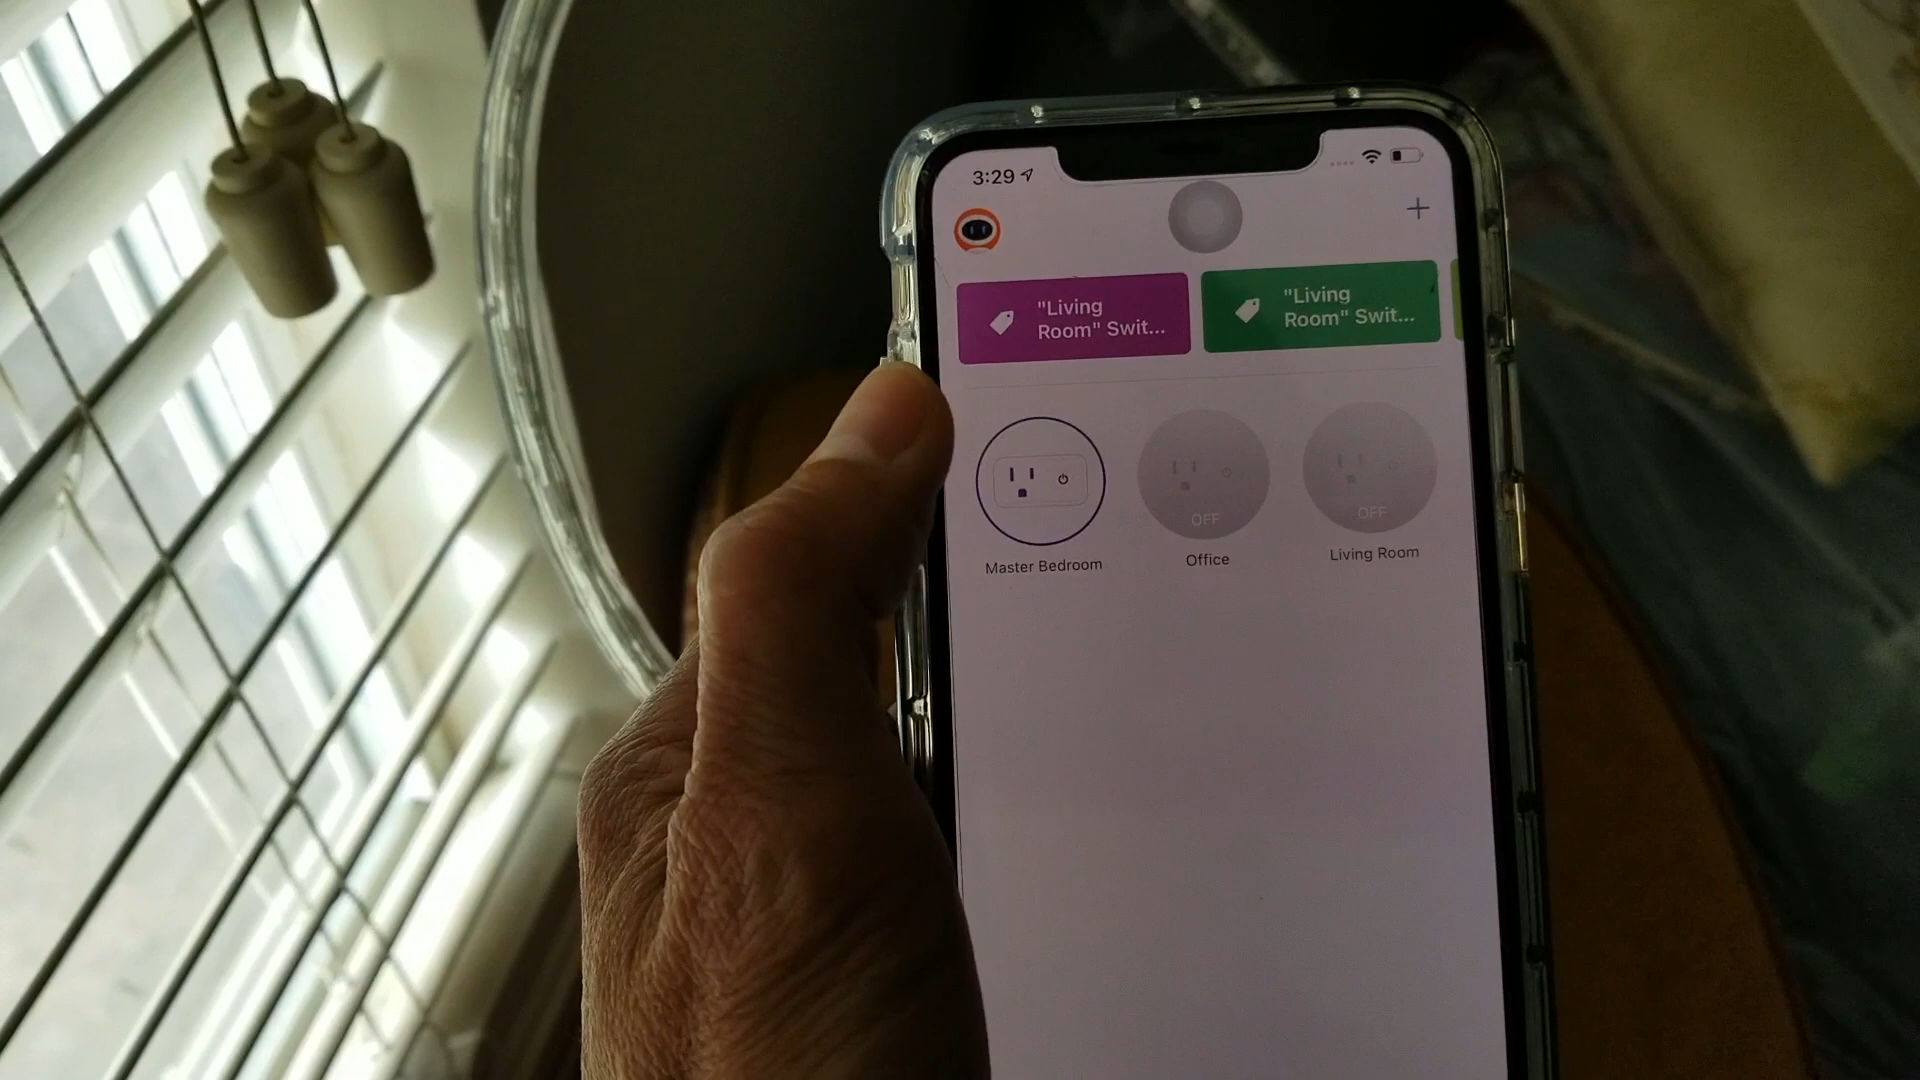 3:29
"Living
Room" Swit...
"Living
Room" Swit...
OFF
OFF
Master Bedroom
Office
Living Room